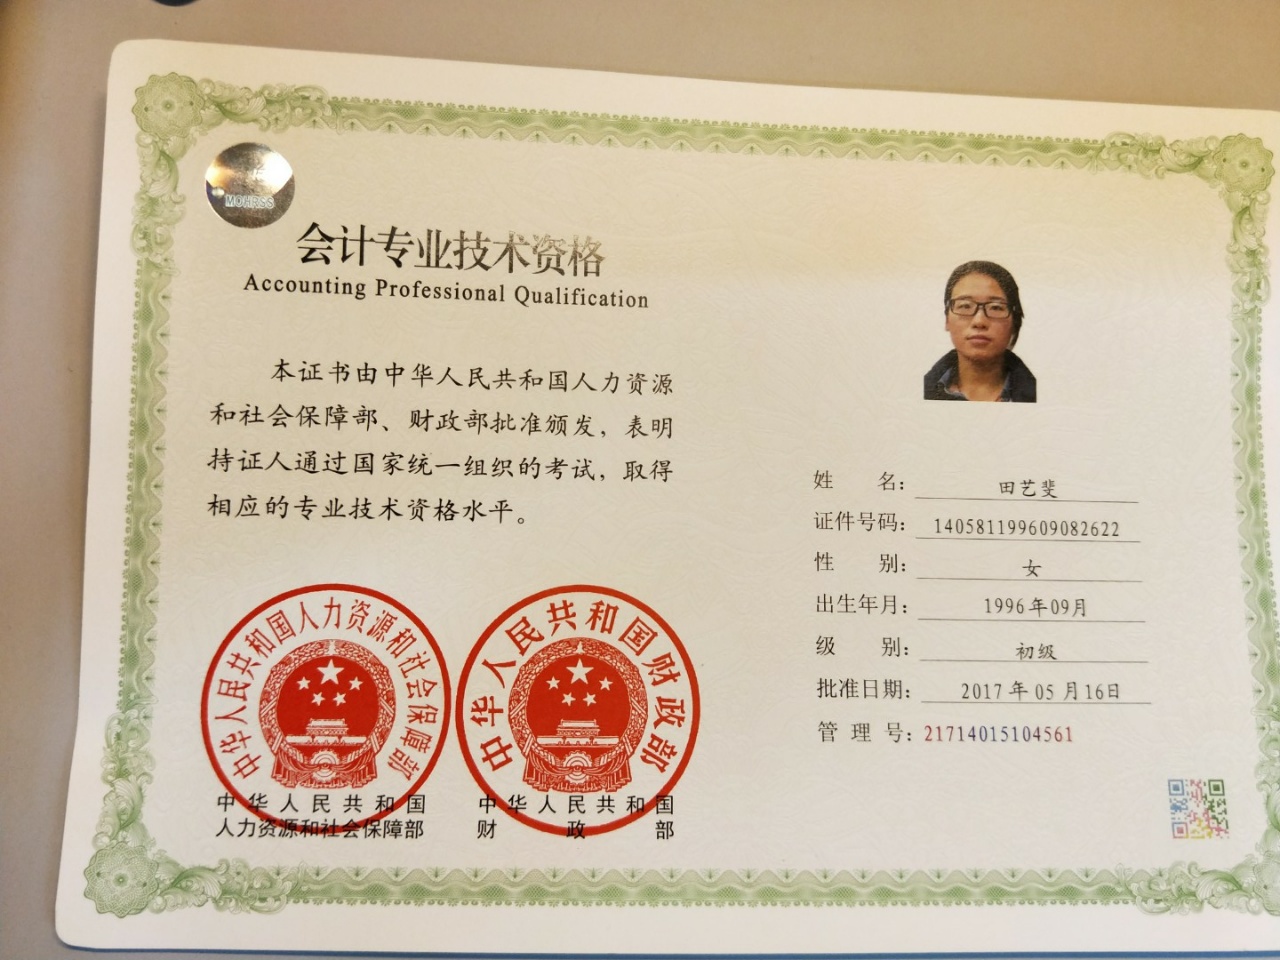 MOHRSS
会计专业技术资格
Accounting Professional Qualification
本证书由中华人民共和国人力资源
和社会保障部、财政部批准颁发，表明
持证人通过国家统一组织的考试，取得
相应的专业技术资格水平。
中华人民共和国人力资源和社会保障部
中华人民共和国财政部
中华人民共和国
人力资源和社会保障部
中华人民共和国
财政部
姓名：田艺斐
证件号码：140581199609082622
性别：女
出生年月：1996年09月
级别：初级
批准日期：2017年05月16日
管理号：21714015104561